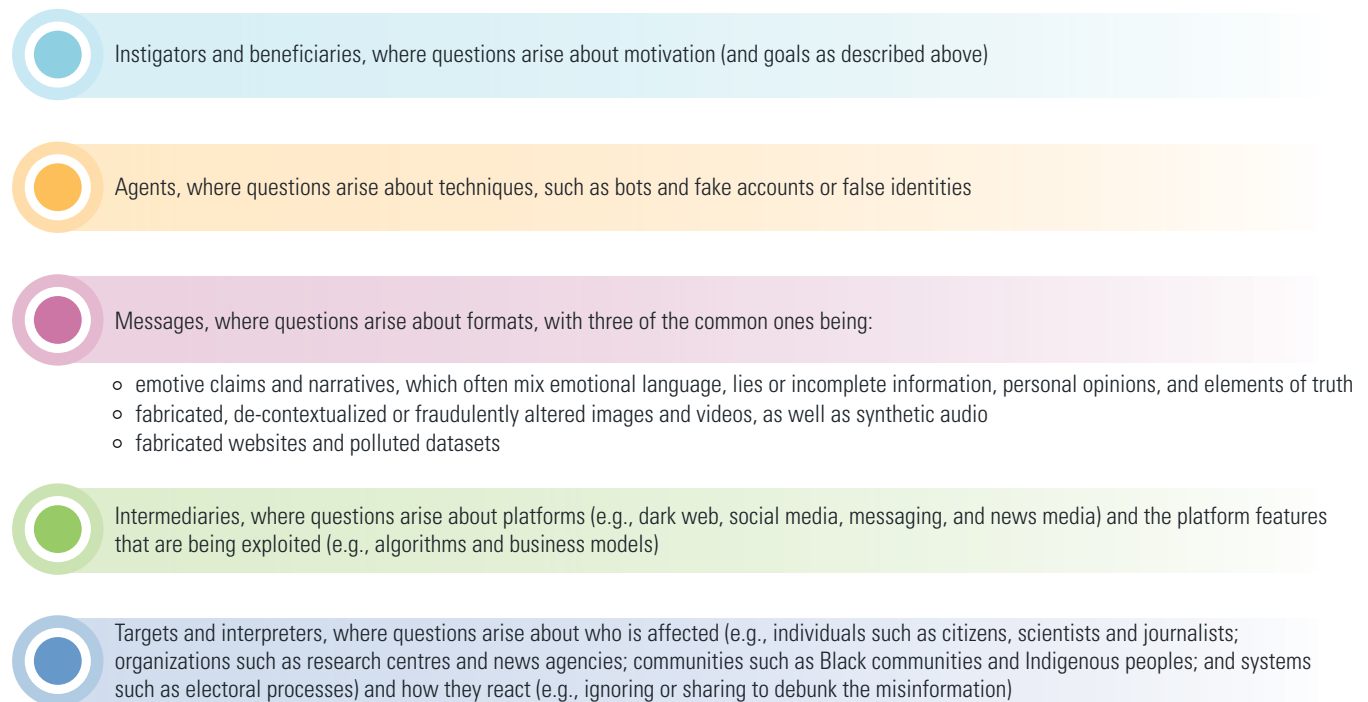 Instigators and beneficiaries, where questions arise about motivation (and goals as described above)
Agents, where questions arise about techniques, such as bots and fake accounts or false identities
Messages, where questions arise about formats, with three of the common ones being:
emotive claims and narratives, which often mix emotional language, lies or incomplete information, personal opinions, and elements of truth
fabricated, de-contextualized or fraudulently altered images and videos, as well as synthetic audio
fabricated websites and polluted datasets
Intermediaries, where questions arise about platforms (e.g., dark web, social media, messaging, and news media) and the platform features
that are being exploited (e.g., algorithms and business models)
Targets and interpreters, where questions arise about who is affected (e.g., individuals such as citizens, scientists and journalists;
organizations such as research centres and news agencies; communities such as Black communities and Indigenous peoples; and systems
such as electoral processes) and how they react (e.g., ignoring or sharing to debunk the misinformation)